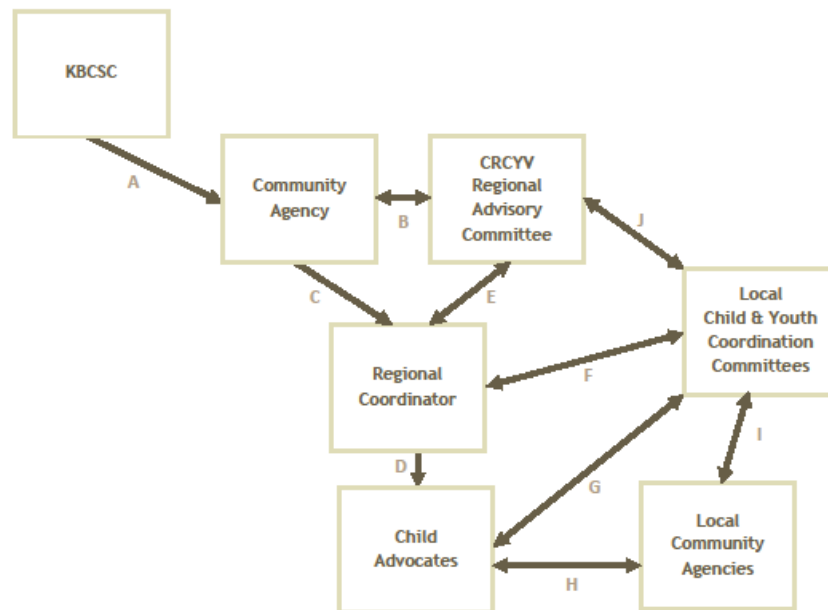 KBCSC
A
Community
Agency
B
CRCYV
Regional
Advisory
Committee
J
C
E
Local
Child & Youth
Coordination
Committees
Regional
Coordinator
F
D
G
I
Child
Advocates
H
Local
Community
Agencies